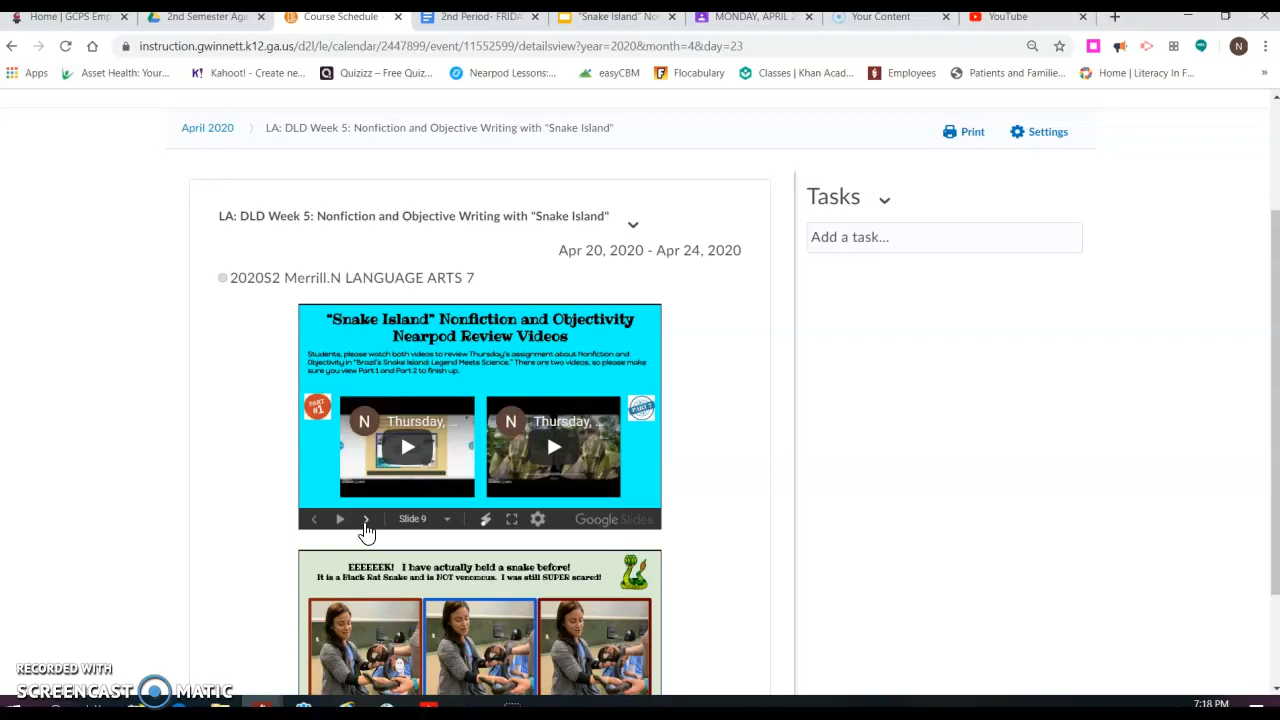 Home | GCPS Emp
2nd Semester Age
Course Schedule -
2nd Period- FRIDA
"Snake Island" No
MONDAY, APRIL 2
Your Content
YouTube
instruction.gwinnett.k12.ga.us/d2l/le/calendar/2447899/event/11552599/detailsview?year=2020&month=4&day=23
N
Apps
Asset Health: Your...
Kahoot! - Create ne...
Quizizz – Free Quiz...
Nearpod Lessons:...
easyCBM
Flocabulary
Classes | Khan Acad...
Employees
Patients and Familie...
Home | Literacy In F...
»
April 2020
LA: DLD Week 5: Nonfiction and Objective Writing with "Snake Island"
Print
Settings
LA: DLD Week 5: Nonfiction and Objective Writing with "Snake Island"
Apr 20, 2020 - Apr 24, 2020
2020S2 Merrill.N LANGUAGE ARTS 7
Tasks
Add a task...
"Snake Island" Nonfiction and Objectivity
Nearpod Review Videos
Students, please watch both videos to review Thursday's assignment about Nonfiction and
Objectivity in "Brazil's Snake Island: Legend Meets Science." There are two videos, so please make
sure you view Part 1 and Part 2 to finish up.
PART
#1
N
Thursday, ...
N
Thursday, ...
PART 2
Slide 9
Google Slides
EEEEEEK! I have actually held a snake before!
It is a Black Rat Snake and is NOT venomous. I was still SUPER scared!
RECORDED WITH
SCREENCAST MATIC
7:18 PM